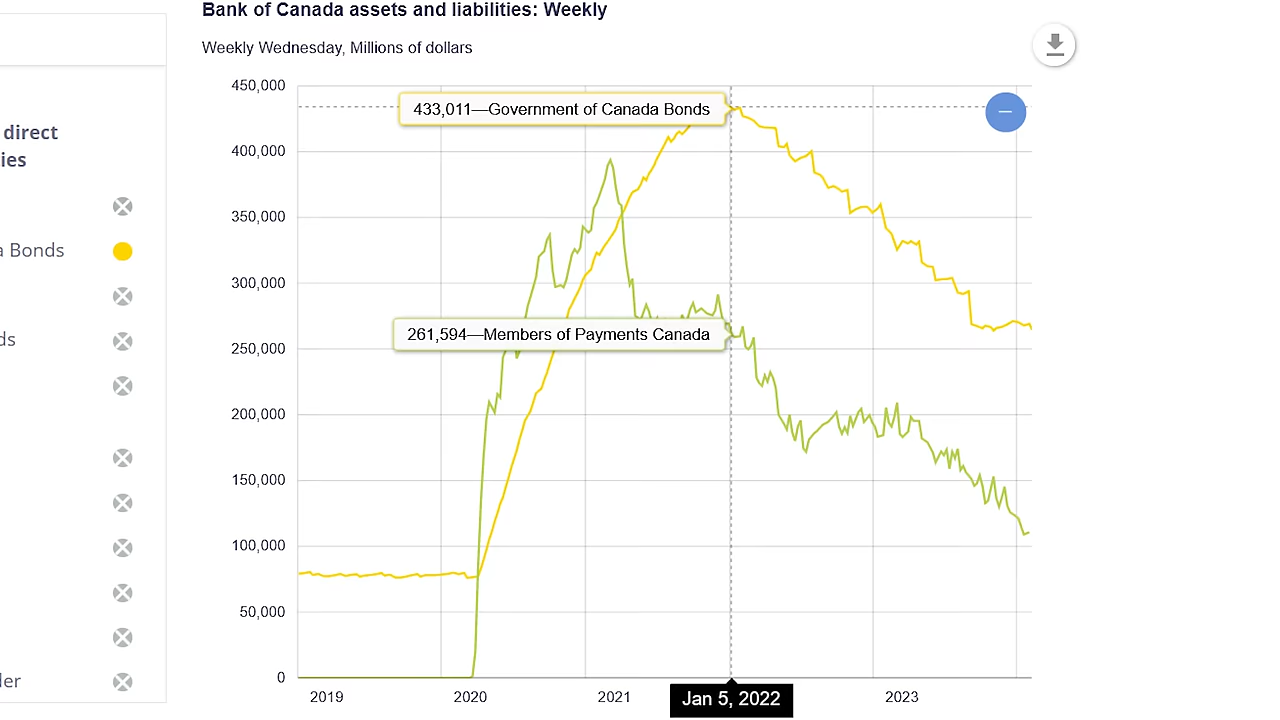 Bank of Canada assets and liabilities: Weekly
Weekly Wednesday, Millions of dollars
direct
ies
a Bonds
ds
der
450,000
400,000
350,000
300,000
250,000
200,000
150,000
100,000
50,000
0
433,011—Government of Canada Bonds
261,594—Members of Payments Canada
2019
2020
2021
Jan 5, 2022
2023